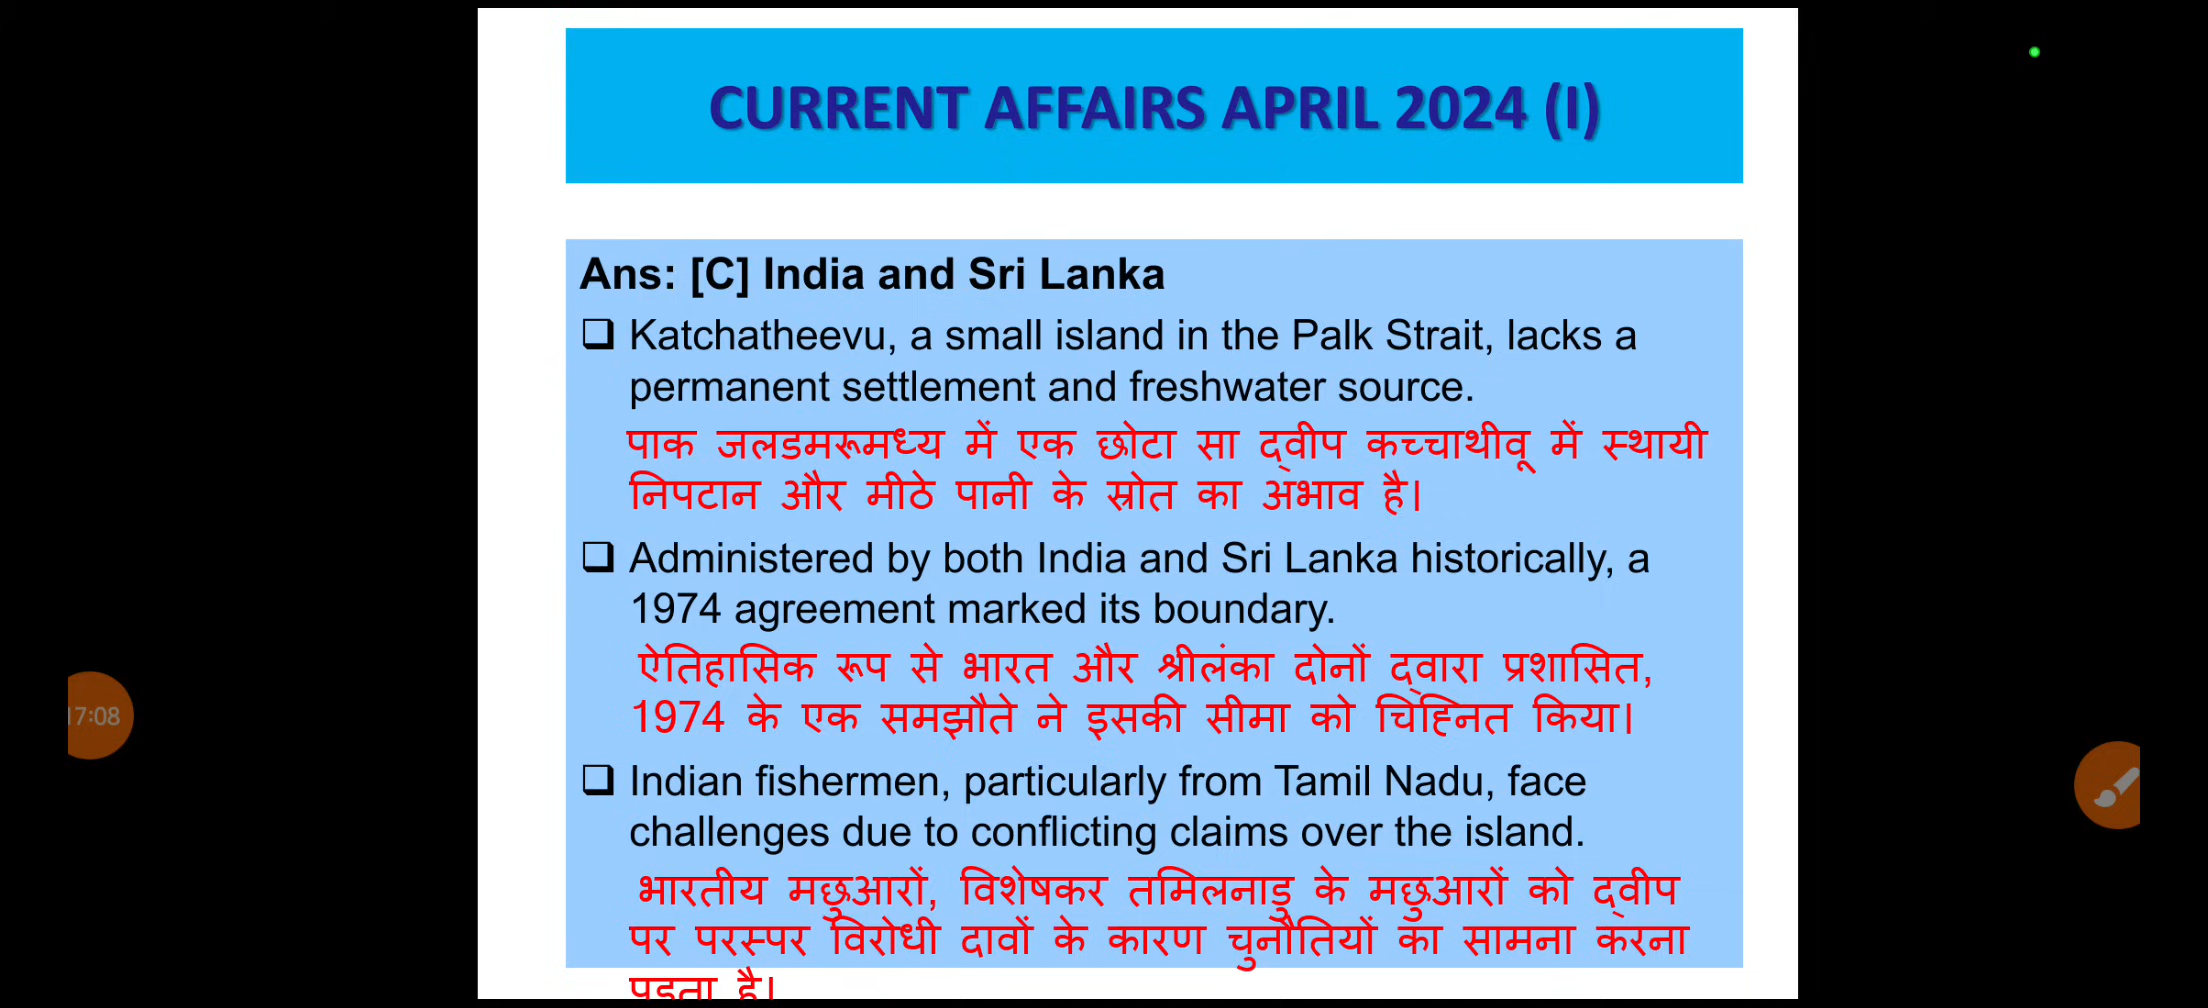 CURRENT AFFAIRS APRIL 2024 (I)
Ans: [C] India and Sri Lanka
❑ Katchatheevu, a small island in the Palk Strait, lacks a
permanent settlement and freshwater source.
पाक जलडमरूमध्य में एक छोटा सा द्वीप कच्चाथीवू में स्थायी
निपटान और मीठे पानी के स्रोत का अभाव है।
❑ Administered by both India and Sri Lanka historically, a
1974 agreement marked its boundary.
ऐतिहासिक रूप से भारत और श्रीलंका दोनों द्वारा प्रशासित,
1974 के एक समझौते ने इसकी सीमा को चिह्नित किया।
❑ Indian fishermen, particularly from Tamil Nadu, face
challenges due to conflicting claims over the island.
भारतीय मछुआरों, विशेषकर तमिलनाडु के मछुआरों को द्वीप
पर परस्पर विरोधी दावों के कारण चुनौतियों का सामना करना
पड़ता है।
17:08